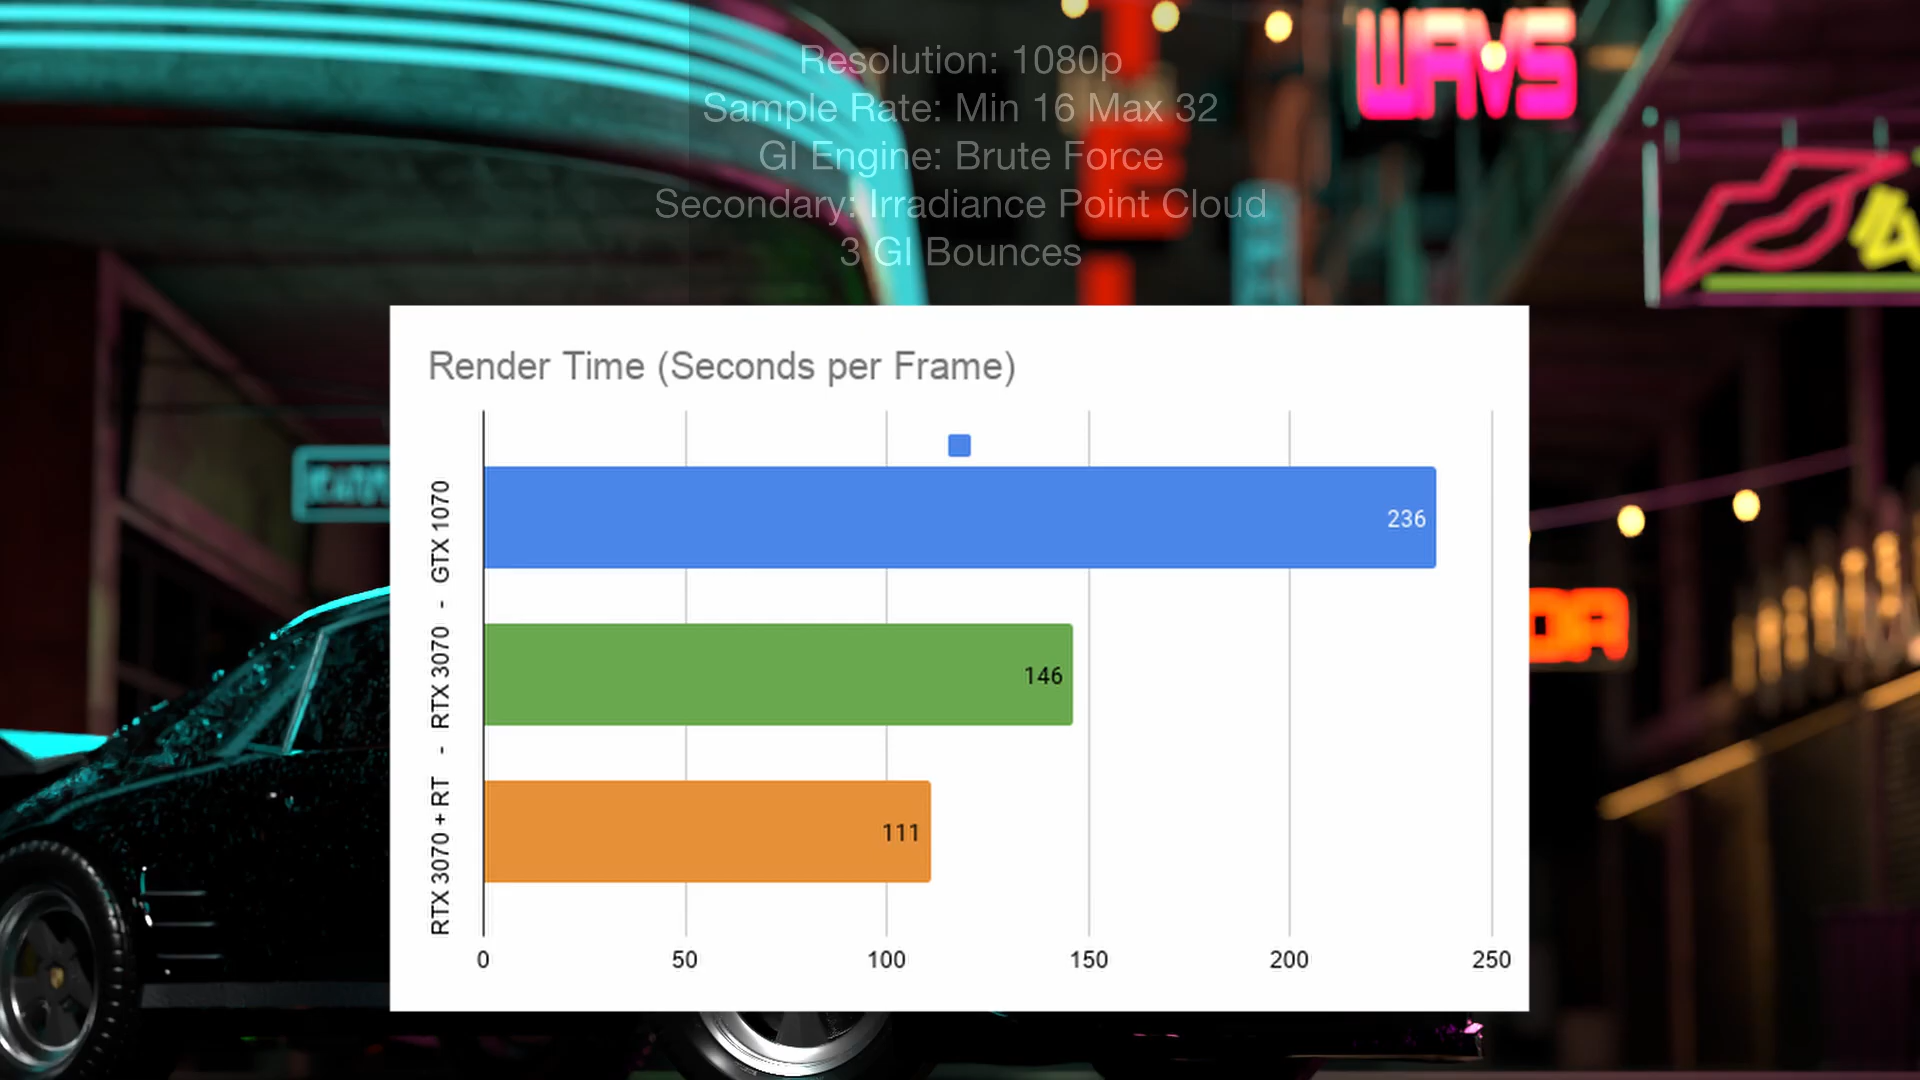 WAVS
Resolution: 1080p
Sample Rate: Min 16 Max 32
GI Engine: Brute Force
Secondary: Irradiance Point Cloud
3 GI Bounces
Render Time (Seconds per Frame)
GTX 1070
236
-
RTX 3070
146
-
RTX 3070 + RT
111
0 50 100 150 200 250